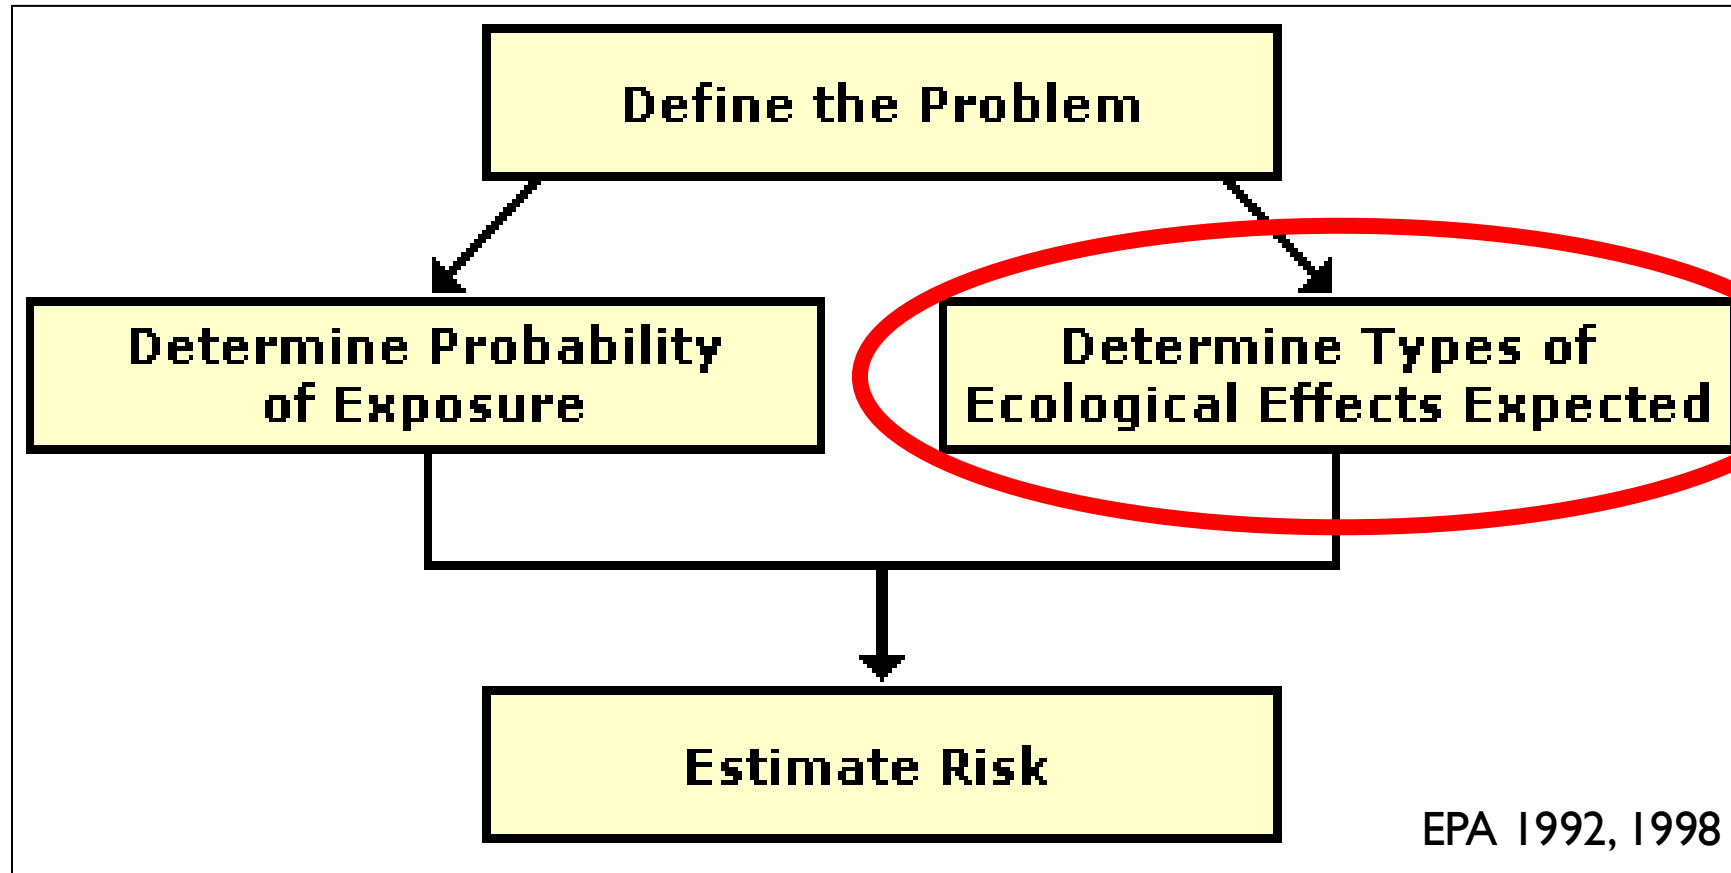 Define the Problem
Determine Probability
of Exposure
Determine Types of
Ecological Effects Expected
Estimate Risk
EPA 1992, 1998